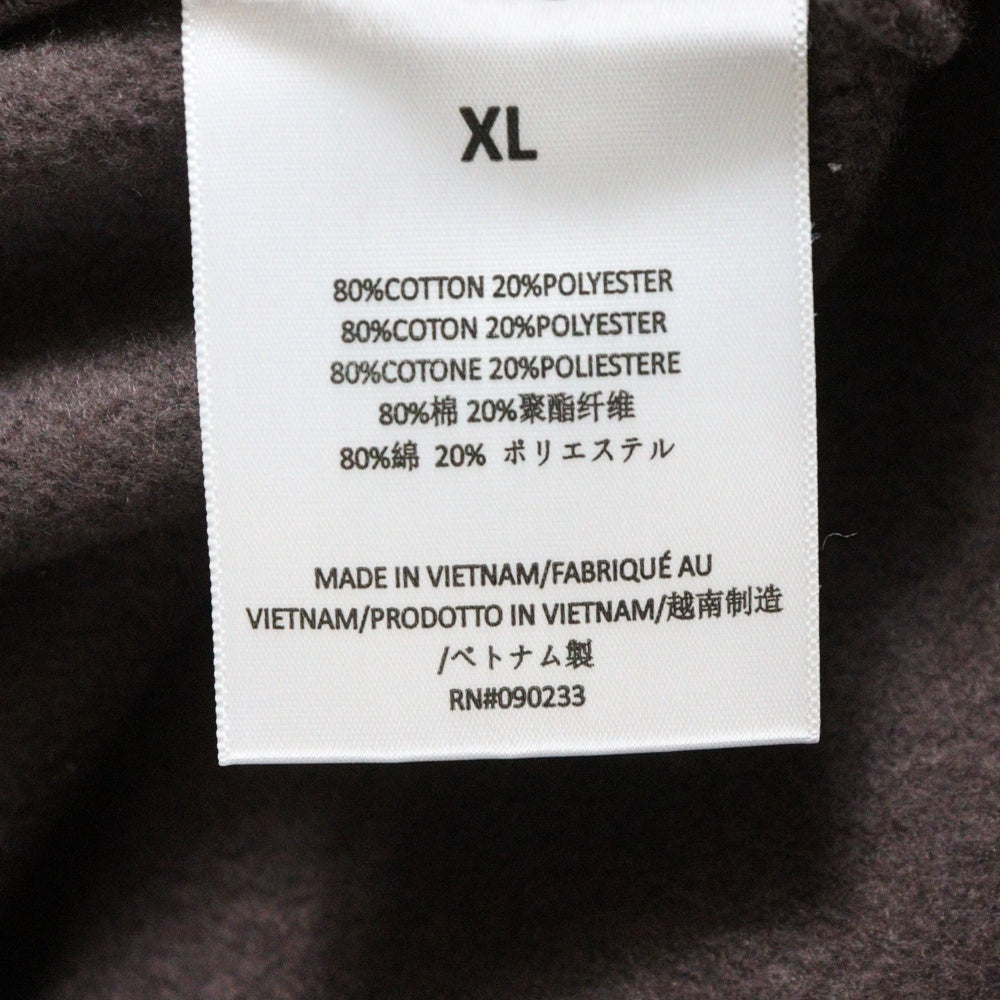 XL
80%COTTON 20%POLYESTER
80%COTON 20%POLYESTER
80%COTONE 20%POLIESTERE
80%棉 20%聚酯纤维
80%綿 20% ポリエステル
MADE IN VIETNAM/FABRIQUÉ AU
VIETNAM/PRODOTTO IN VIETNAM/越南制造
/ベトナム製
RN#090233